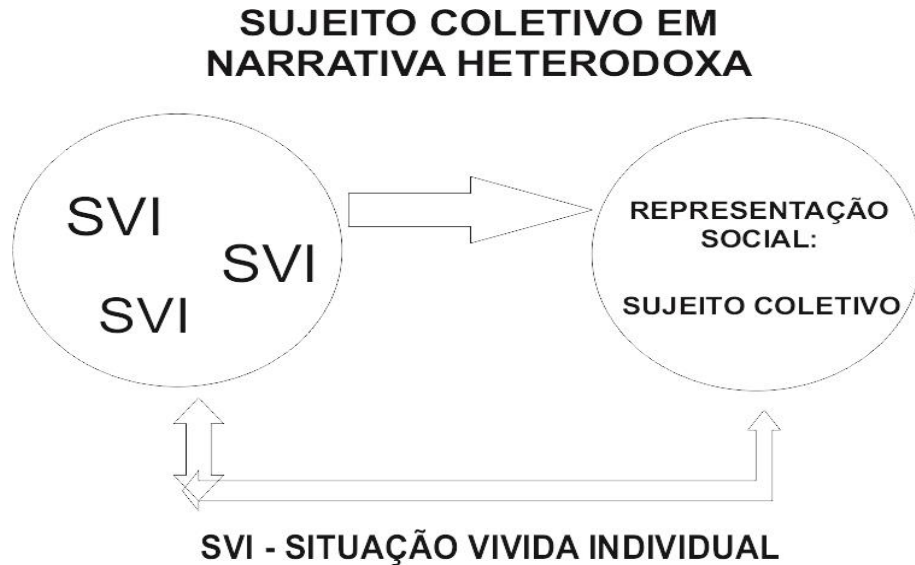 SUJEITO COLETIVO EM
NARRATIVA HETERODOXA
SVI
SVI
SVI
REPRESENTAÇÃO
SOCIAL:
SUJEITO COLETIVO
SVI - SITUAÇÃO VIVIDA INDIVIDUAL